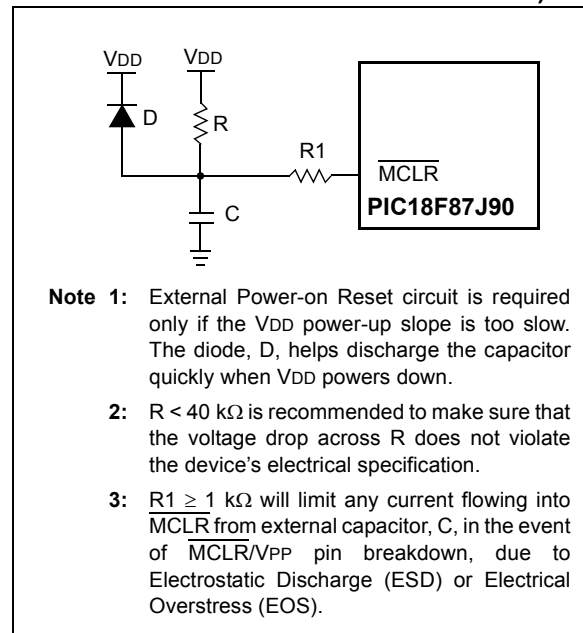 VDD VDD
D
R
R1
C
MCLR
PIC18F87J90
Note 1: External Power-on Reset circuit is required
only if the VDD power-up slope is too slow.
The diode, D, helps discharge the capacitor
quickly when VDD powers down.
2: R < 40 kΩ is recommended to make sure that
the voltage drop across R does not violate
the device's electrical specification.
3: R1 ≥ 1 kΩ will limit any current flowing into
MCLR from external capacitor, C, in the event
of MCLR/VPP pin breakdown, due to
Electrostatic Discharge (ESD) or Electrical
Overstress (EOS).